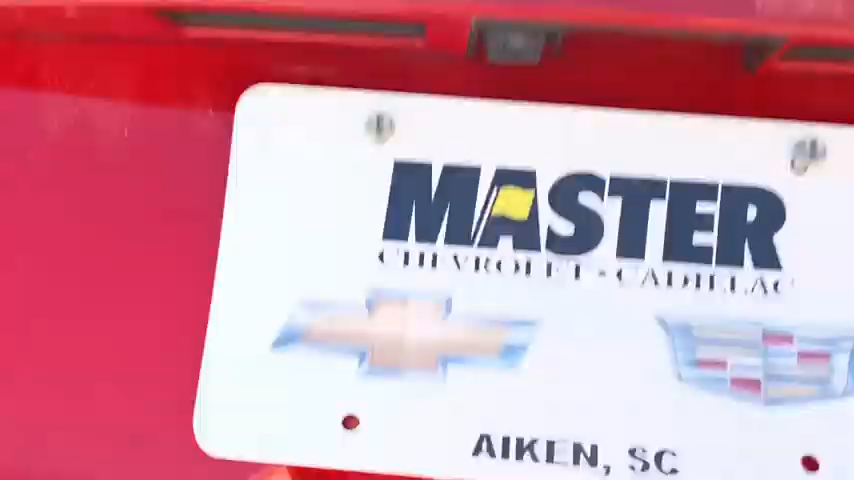 MASTER
CHEVROLET - CADILLAC
AIKEN, SC